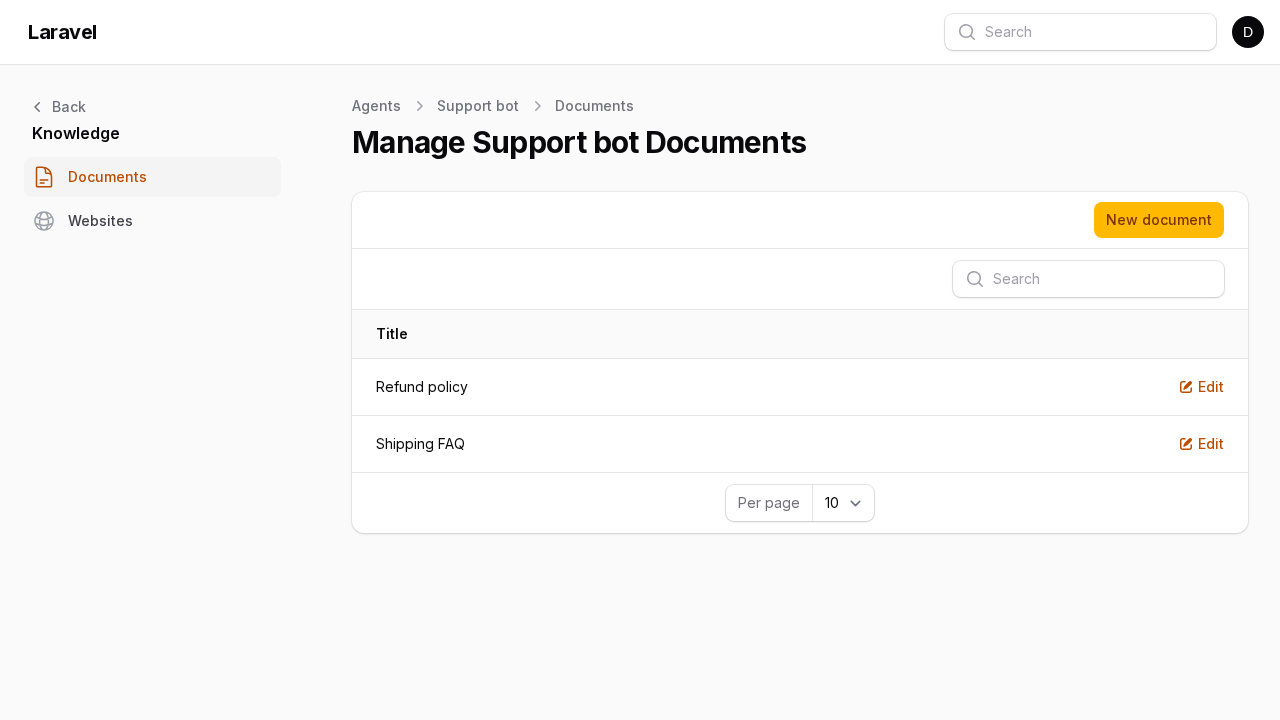 Laravel
Search
D
Back
Knowledge
Documents
Websites
Agents
Support bot
Documents
Manage Support bot Documents
New document
Search
Title
Refund policy
Edit
Shipping FAQ
Edit
Per page
10